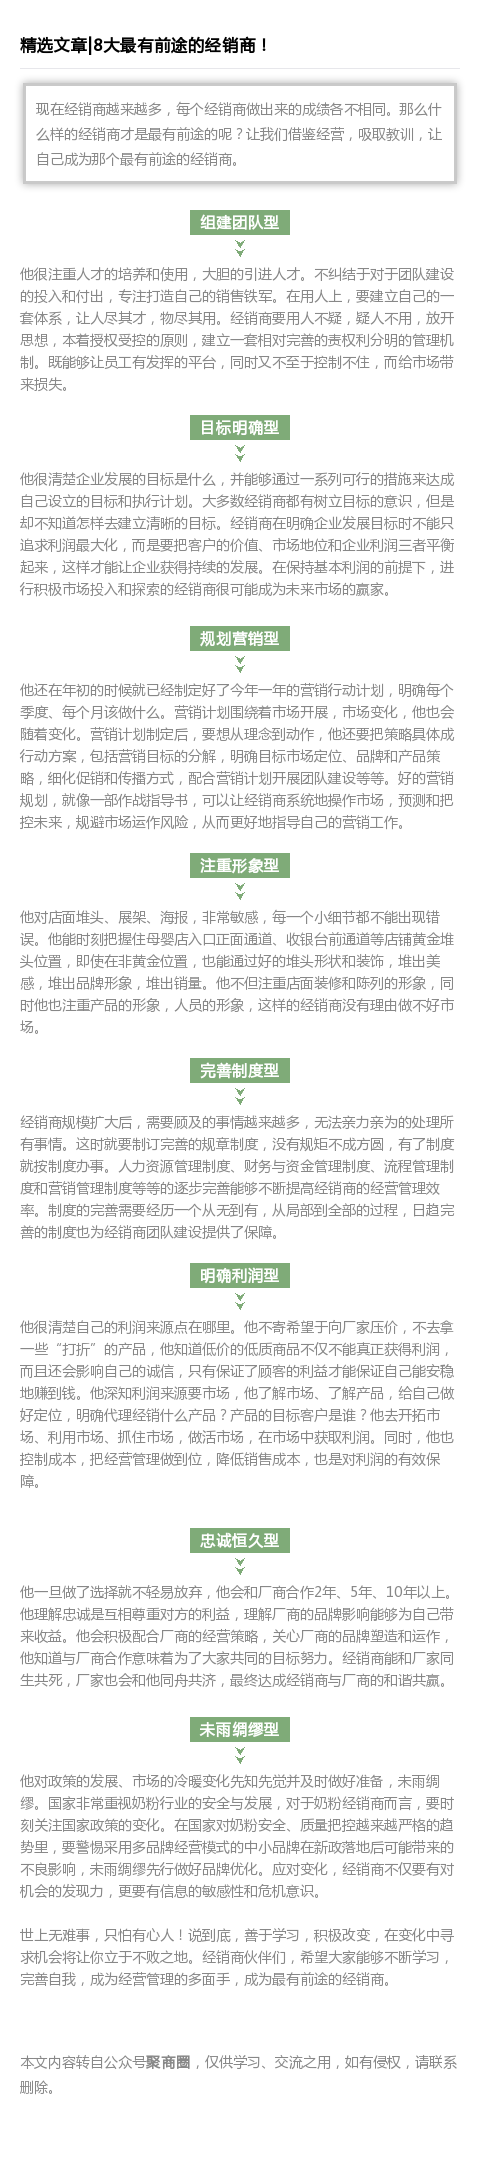 精选文章|8大最有前途的经销商！
现在经销商越来越多，每个经销商做出来的成绩各不相同。那么什
么样的经销商才是最有前途的呢？让我们借鉴经营，吸取教训，让
自己成为那个最有前途的经销商。
组建团队型
他很注重人才的培养和使用，大胆的引进人才。不纠结于对于团队建设
的投入和付出，专注打造自己的销售铁军。在用人上，要建立自己的一
套体系，让人尽其才，物尽其用。经销商要用人不疑，疑人不用，放开
思想，本着授权受控的原则，建立一套相对完善的责权利分明的管理机
制。既能够让员工有发挥的平台，同时又不至于控制不住，而给市场带
来损失。
目标明确型
他很清楚企业发展的目标是什么，并能够通过一系列可行的措施来达成
自己设立的目标和执行计划。大多数经销商都有树立目标的意识，但是
却不知道怎样去建立清晰的目标。经销商在明确企业发展目标时不能只
追求利润最大化，而是要把客户的价值、市场地位和企业利润三者平衡
起来，这样才能让企业获得持续的发展。在保持基本利润的前提下，进
行积极市场投入和探索的经销商很可能成为未来市场的赢家。
规划营销型
他还在年初的时候就已经制定好了今年一年的营销行动计划，明确每个
季度、每个月该做什么。营销计划围绕着市场开展，市场变化，他也会
随着变化。营销计划制定后，要想从理念到动作，他还要把策略具体成
行动方案，包括营销目标的分解，明确目标市场定位、品牌和产品策
略，细化促销和传播方式，配合营销计划开展团队建设等等。好的营销
规划，就像一部作战指导书，可以让经销商系统地操作市场，预测和把
控未来，规避市场运作风险，从而更好地指导自己的营销工作。
注重形象型
他对店面堆头、展架、海报，非常敏感，每一个小细节都不能出现错
误。他能时刻把握住母婴店入口正面通道、收银台前通道等店铺黄金堆
头位置，即使在非黄金位置，也能通过好的堆头形状和装饰，堆出美
感，堆出品牌形象，堆出销量。他不但注重店面装修和陈列的形象，同
时他也注重产品的形象，人员的形象，这样的经销商没有理由做不好市
场。
完善制度型
经销商规模扩大后，需要顾及的事情越来越多，无法亲力亲为的处理所
有事情。这时就要制订完善的规章制度，没有规矩不成方圆，有了制度
就按制度办事。人力资源管理制度、财务与资金管理制度、流程管理制
度和营销管理制度等等的逐步完善能够不断提高经销商的经营管理效
率。制度的完善需要经历一个从无到有，从局部到全部的过程，日趋完
善的制度也为经销商团队建设提供了保障。
明确利润型
他很清楚自己的利润来源点在哪里。他不寄希望于向厂家压价，不去拿
一些“打折”的产品，他知道低价的低质商品不仅不能真正获得利润，
而且还会影响自己的诚信，只有保证了顾客的利益才能保证自己能安稳
地赚到钱。他深知利润来源要市场，他了解市场、了解产品，给自己做
好定位，明确代理经销什么产品？产品的目标客户是谁？他去开拓市
场、利用市场、抓住市场，做活市场，在市场中获取利润。同时，他也
控制成本，把经营管理做到位，降低销售成本，也是对利润的有效保
障。
忠诚恒久型
他一旦做了选择就不轻易放弃，他会和厂商合作2年、5年、10年以上。
他理解忠诚是互相尊重对方的利益，理解厂商的品牌影响能够为自己带
来收益。他会积极配合厂商的经营策略，关心厂商的品牌塑造和运作，
他知道与厂商合作意味着为了大家共同的目标努力。经销商能和厂家同
生共死，厂家也会和他同舟共济，最终达成经销商与厂商的和谐共赢。
未雨绸缪型
他对政策的发展、市场的冷暖变化先知先觉并及时做好准备，未雨绸
缪。国家非常重视奶粉行业的安全与发展，对于奶粉经销商而言，要时
刻关注国家政策的变化。在国家对奶粉安全、质量把控越来越严格的趋
势里，要警惕采用多品牌经营模式的中小品牌在新政落地后可能带来的
不良影响，未雨绸缪先行做好品牌优化。应对变化，经销商不仅要有对
机会的发现力，更要有信息的敏感性和危机意识。
世上无难事，只怕有心人！说到底，善于学习，积极改变，在变化中寻
求机会将让你立于不败之地。经销商伙伴们，希望大家能够不断学习，
完善自我，成为经营管理的多面手，成为最有前途的经销商。
本文内容转自公众号聚商圈，仅供学习、交流之用，如有侵权，请联系
删除。